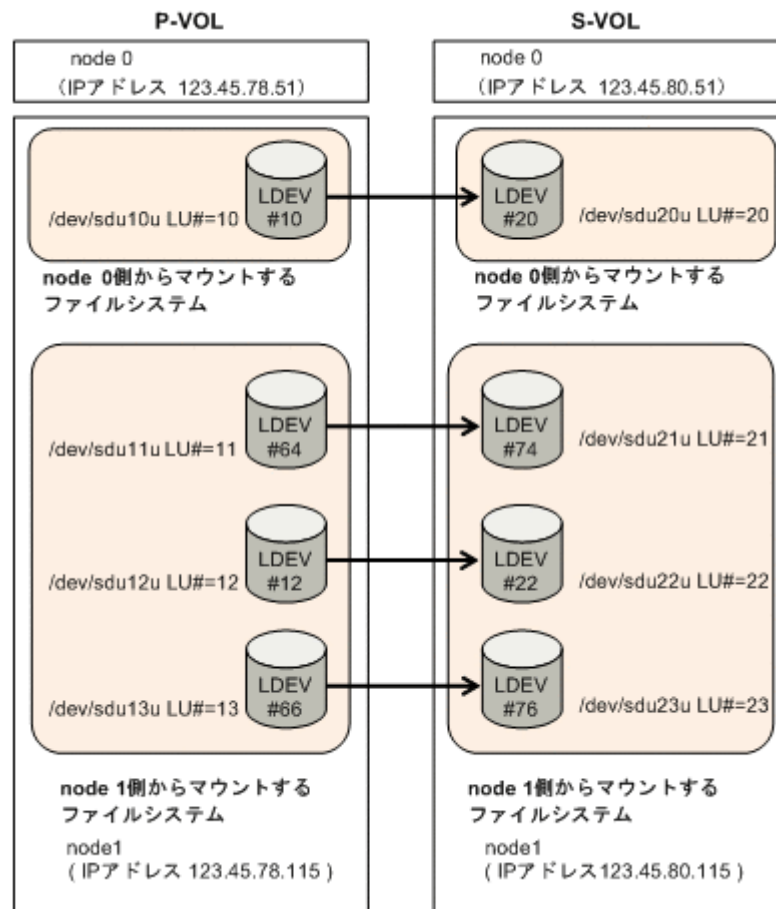 P-VOL
node 0
(IPアドレス 123.45.78.51)
/dev/sdu10u LU#=10
LDEV
#10
node 0側からマウントする
ファイルシステム
/dev/sdu11u LU#=11
LDEV
#64
/dev/sdu12u LU#=12
LDEV
#12
/dev/sdu13u LU#=13
LDEV
#66
node 1側からマウントする
ファイルシステム
node1
( IPアドレス 123.45.78.115 )
S-VOL
node 0
(IPアドレス 123.45.80.51)
LDEV
#20
/dev/sdu20u LU#=20
node 0側からマウントする
ファイルシステム
LDEV
#74
/dev/sdu21u LU#=21
LDEV
#22
/dev/sdu22u LU#=22
LDEV
#76
/dev/sdu23u LU#=23
node 1側からマウントする
ファイルシステム
node1
( IPアドレス123.45.80.115 )